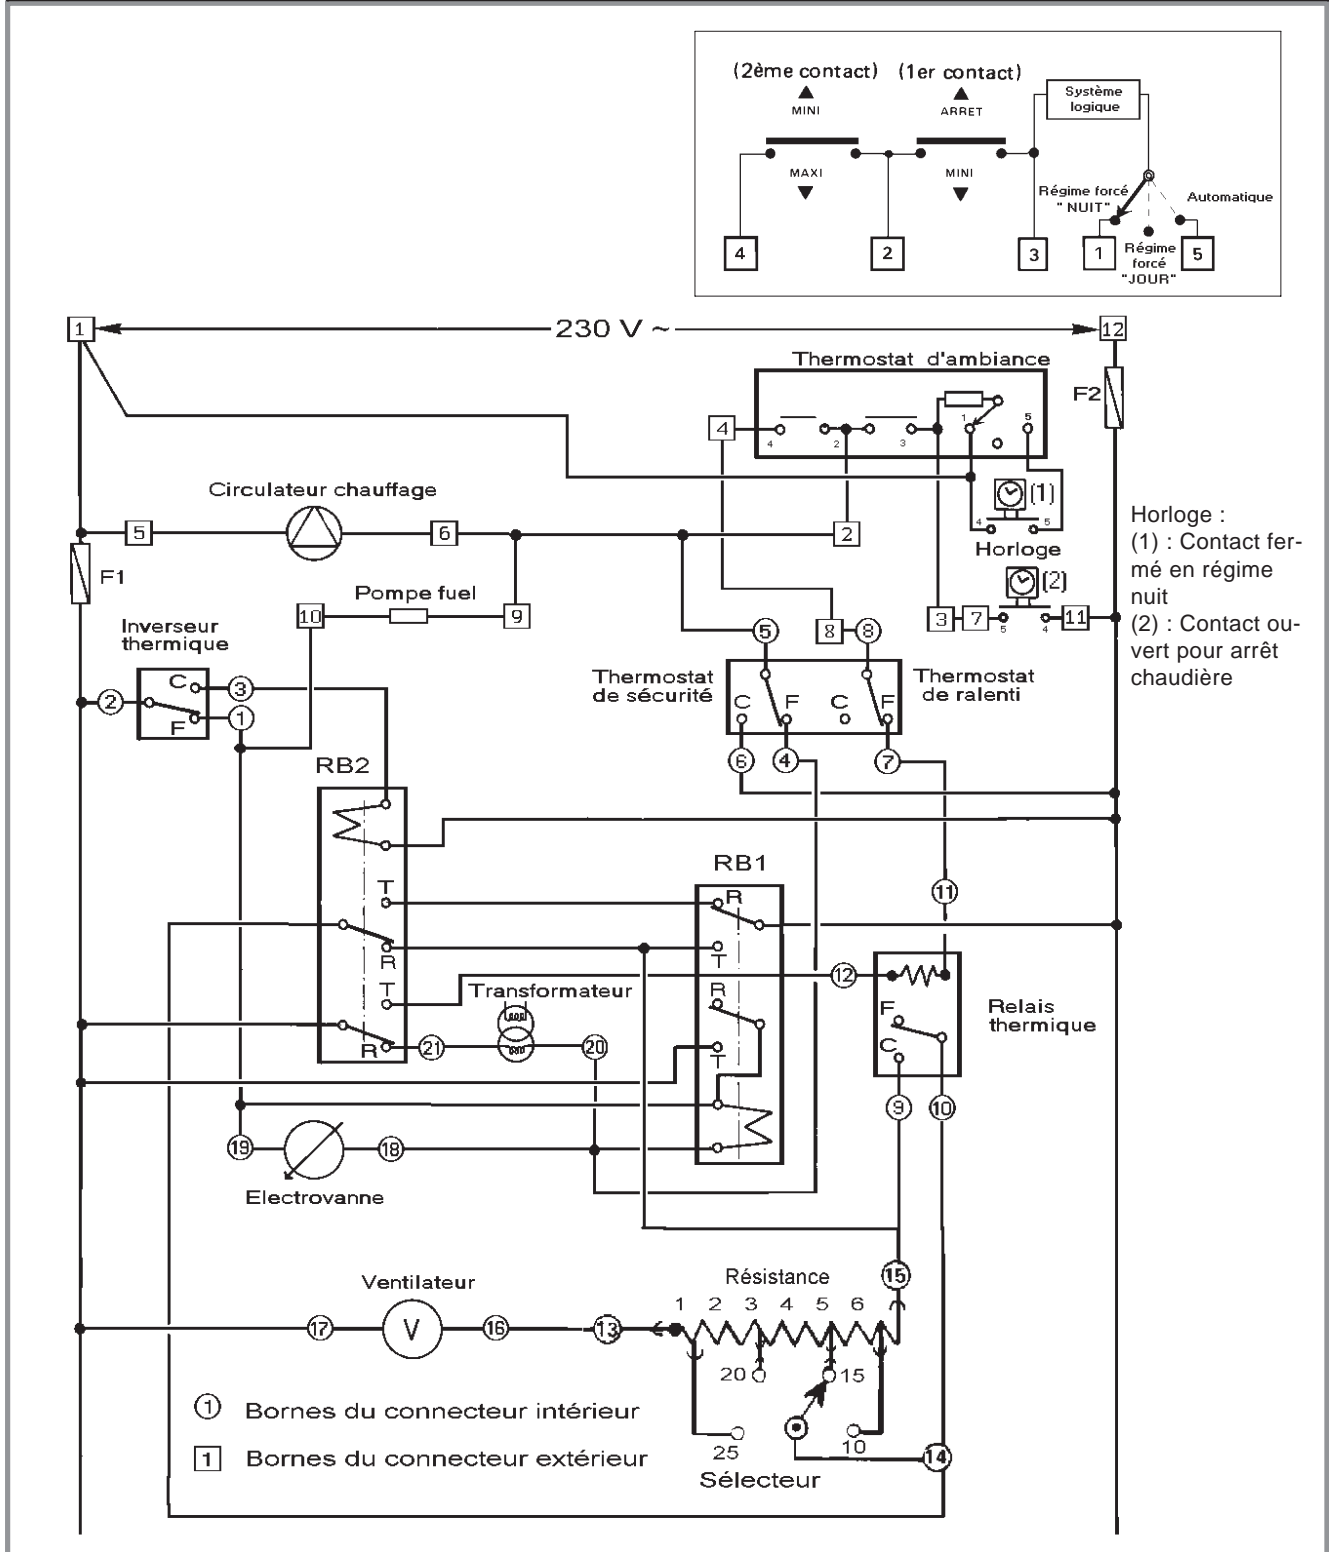 (2ème contact) (1er contact)
MINI
ARRET
Système
logique
MAXI
MINI
Régime forcé
" NUIT"
Automatique
4
2
3
1
Régime
forcé
"JOUR"
5
1
230 V ~
12
Thermostat d'ambiance
F2
4
4
2
3
1
5
Circulateur chauffage
(1)
5
6
2
4
5
Horloge
Horloge :
(1) : Contact fer-
mé en régime
nuit
(2) : Contact ou-
vert pour arrêt
chaudière
F1
Pompe fuel
(2)
10
9
3
7
5
4
11
Inverseur
thermique
5
8
8
C
3
2
F
1
Thermostat
de sécurité
C
F
C
F
Thermostat
de ralenti
6
4
7
RB2
RB1
T
R
11
R
T
T
R
12
Transformateur
F
C
Relais
thermique
R
21
20
T
9
10
19
18
Electrovanne
15
Ventilateur
Résistance
1 2 3 4 5 6
17
V
16
13
20
15
1
Bornes du connecteur intérieur
25
10
14
1
Bornes du connecteur extérieur
Sélecteur